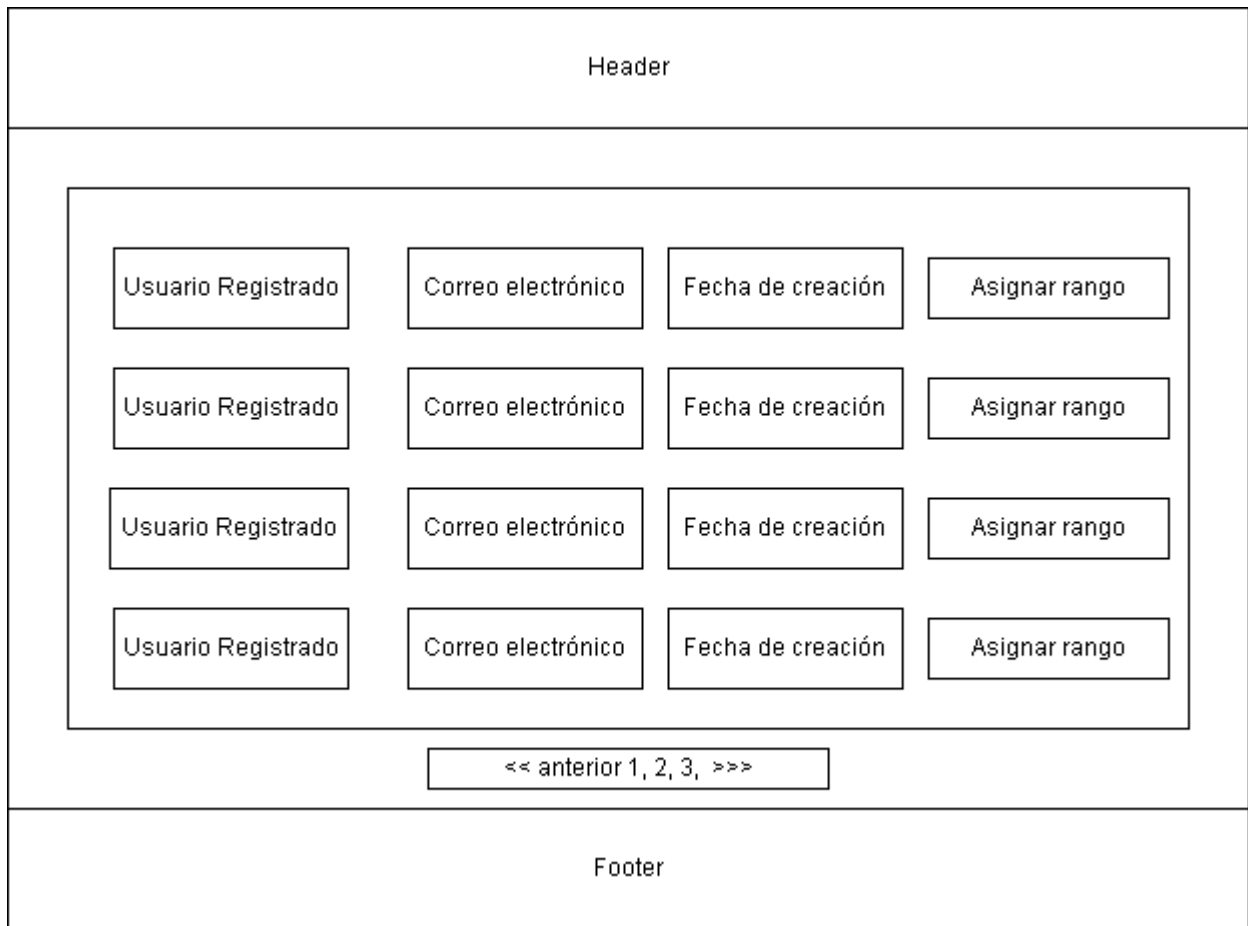 Header
Usuario Registrado Correo electrónico Fecha de creación Asignar rango
Usuario Registrado Correo electrónico Fecha de creación Asignar rango
Usuario Registrado Correo electrónico Fecha de creación Asignar rango
Usuario Registrado Correo electrónico Fecha de creación Asignar rango
<< anterior 1, 2, 3, >>>
Footer